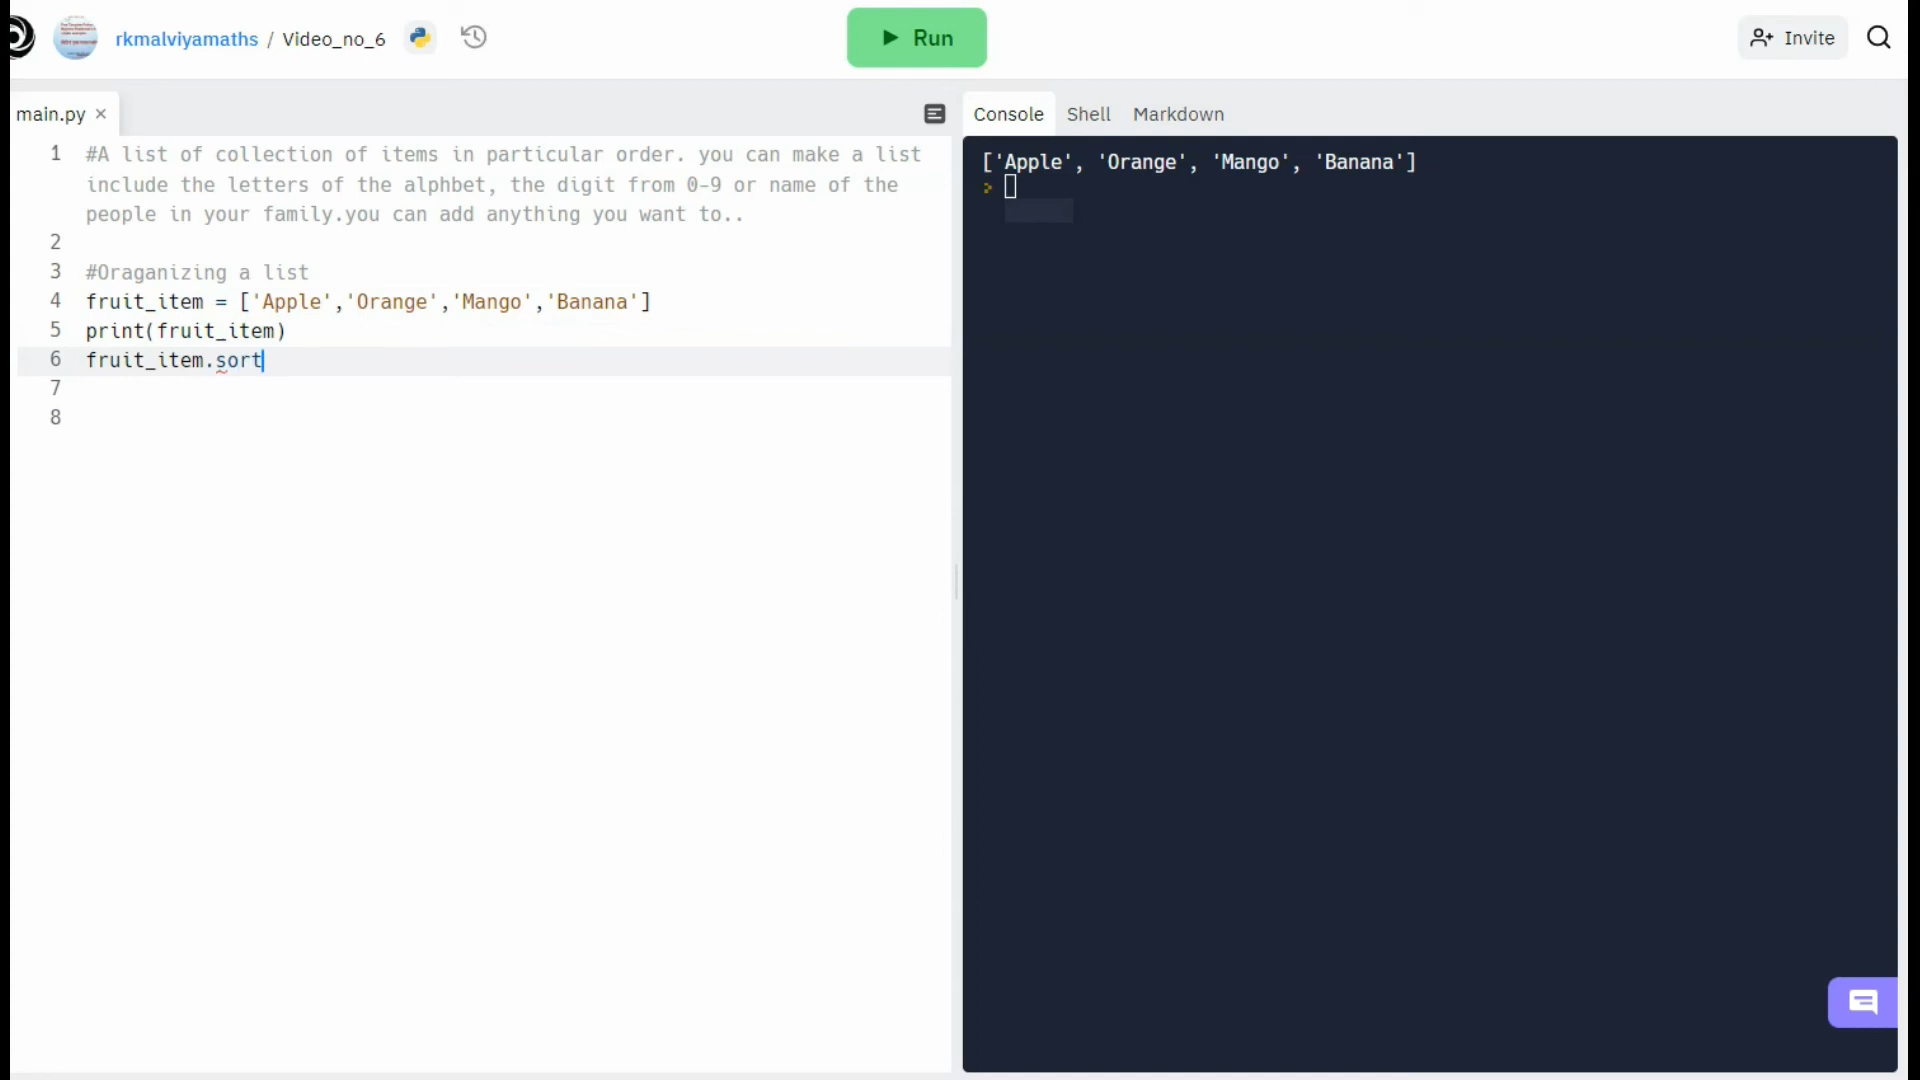 rkmalviyamaths / Video_no_6
Run
Invite
main.py ×
Console Shell Markdown
1 #A list of collection of items in particular order. you can make a list
include the letters of the alphbet, the digit from 0-9 or name of the
people in your family.you can add anything you want to..
2
3 #Oraganizing a list
4 fruit_item = ['Apple','Orange','Mango','Banana']
5 print(fruit_item)
6 fruit_item.sort
7
8
['Apple', 'Orange', 'Mango', 'Banana']
>